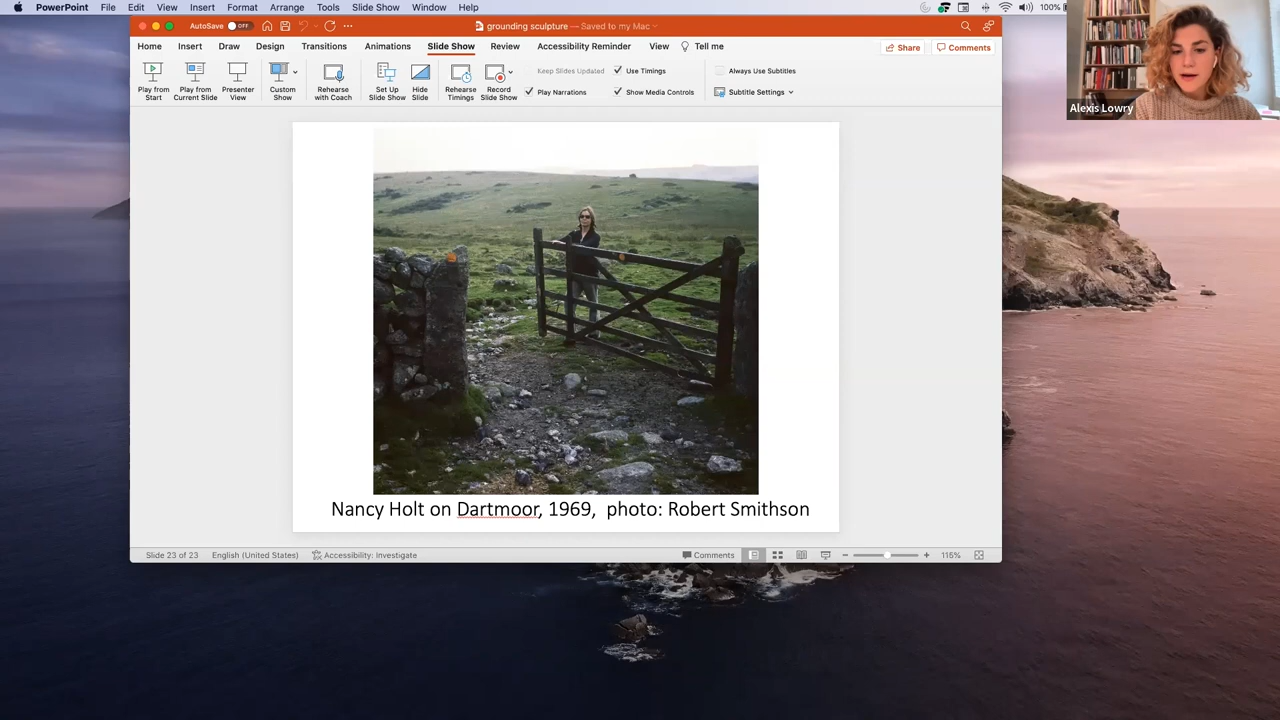 PowerPoint File Edit View Insert Format Arrange Tools Slide Show Window Help 100%
AutoSave OFF grounding sculpture — Saved to my Mac
Home Insert Draw Design Transitions Animations Slide Show Review Accessibility Reminder View Tell me Share Comments
Play from Start
Play from Current Slide
Presenter View
Custom Show
Rehearse with Coach
Set Up Slide Show
Hide Slide
Rehearse Timings
Record Slide Show
Keep Slides Updated
Play Narrations
Use Timings
Show Media Controls
Always Use Subtitles
Subtitle Settings
Alexis Lowry
Nancy Holt on Dartmoor, 1969, photo: Robert Smithson
Slide 23 of 23 English (United States) Accessibility: Investigate Comments 115%